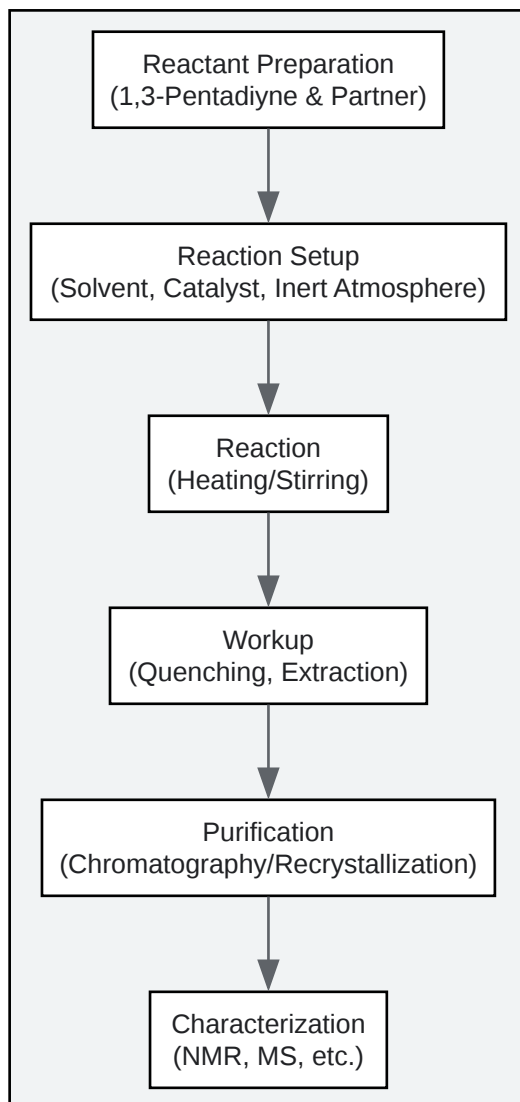 Reactant Preparation
(1,3-Pentadiyne & Partner)
Reaction Setup
(Solvent, Catalyst, Inert Atmosphere)
Reaction
(Heating/Stirring)
Workup
(Quenching, Extraction)
Purification
(Chromatography/Recrystallization)
Characterization
(NMR, MS, etc.)